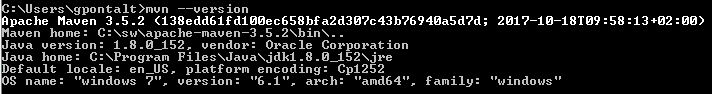 C:\Users\gpontalt>mvn --version
Apache Maven 3.5.2 (138edd61fd100ec658bfa2d307c43b76940a5d7d; 2017-10-18T09:58:13+02:00)
Maven home: C:\sw\apache-maven-3.5.2\bin\..
Java version: 1.8.0_152, vendor: Oracle Corporation
Java home: C:\Program Files\Java\jdk1.8.0_152\jre
Default locale: en_US, platform encoding: Cp1252
OS name: "windows 7", version: "6.1", arch: "amd64", family: "windows"